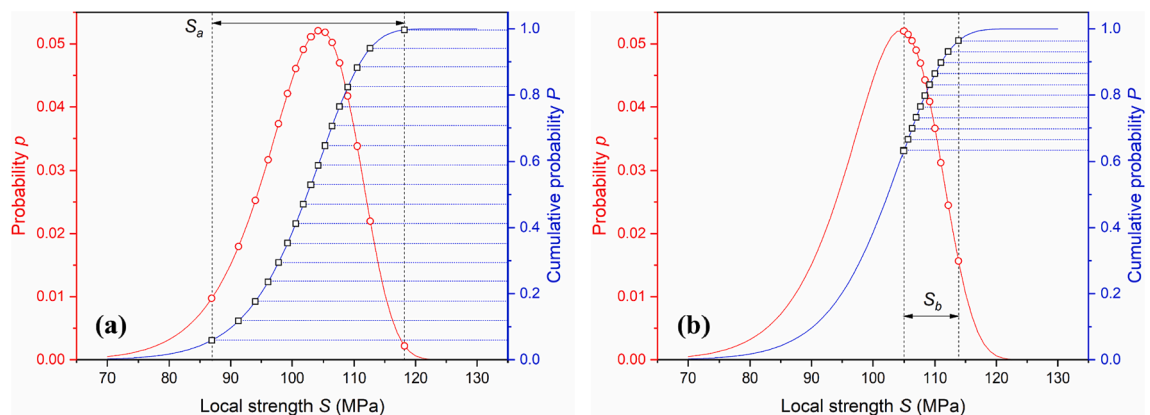 Sa
(a)
Probability p
0.00
0.01
0.02
0.03
0.04
0.05
Cumulative probability P
0.0
0.2
0.4
0.6
0.8
1.0
70 80 90 100 110 120 130
Local strength S (MPa)
Sb
(b)
Probability p
0.00
0.01
0.02
0.03
0.04
0.05
Cumulative probability P
0.0
0.2
0.4
0.6
0.8
1.0
70 80 90 100 110 120 130
Local strength S (MPa)